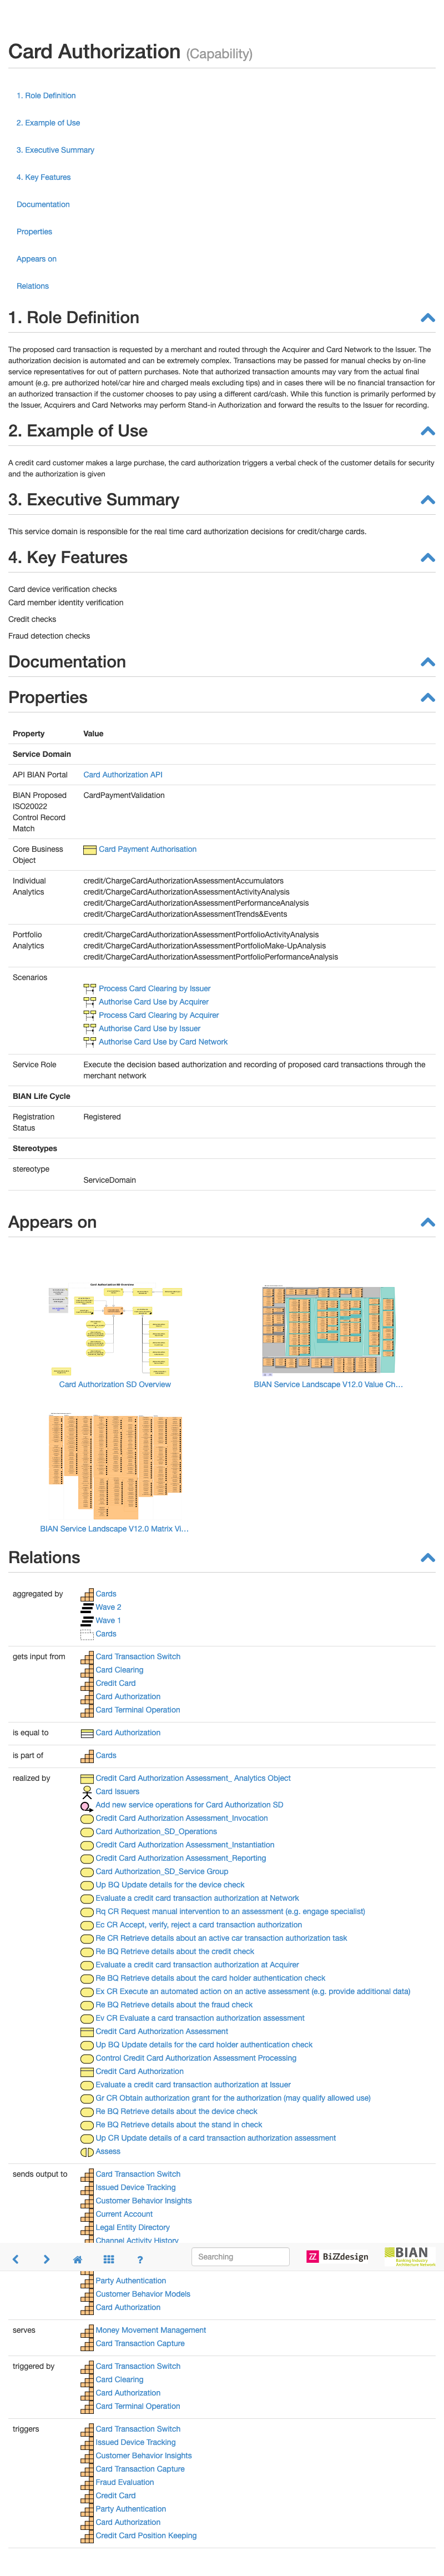 Card Authorization (Capability)
1. Role Definition
2. Example of Use
3. Executive Summary
4. Key Features
Documentation
Properties
Appears on
Relations
1. Role Definition
The proposed card transaction is requested by a merchant and routed through the Acquirer and Card Network to the Issuer. The
authorization decision is automated and can be extremely complex. Transactions may be passed for manual checks by on-line
service representatives for out of pattern purchases. Note that authorized transaction amounts may vary from the actual final
amount (e.g. pre authorized hotel/car hire and charged meals excluding tips) and in cases there will be no financial transaction for
an authorized transaction if the customer chooses to pay using a different card/cash. While this function is primarily performed by
the Issuer, Acquirers and Card Networks may perform Stand-in Authorization and forward the results to the Issuer for recording.
2. Example of Use
A credit card customer makes a large purchase, the card authorization triggers a verbal check of the customer details for security
and the authorization is given
3. Executive Summary
This service domain is responsible for the real time card authorization decisions for credit/charge cards.
4. Key Features
Card device verification checks
Card member identity verification
Credit checks
Fraud detection checks
Documentation
Properties
Property Value
Service Domain
API BIAN Portal Card Authorization API
BIAN Proposed CardPaymentValidation
ISO20022
Control Record
Match
Core Business Card Payment Authorisation
Object
Individual credit/ChargeCardAuthorizationAssessmentAccumulators
Analytics credit/ChargeCardAuthorizationAssessmentActivityAnalysis
credit/ChargeCardAuthorizationAssessmentPerformanceAnalysis
credit/ChargeCardAuthorizationAssessmentTrends&Events
Portfolio credit/ChargeCardAuthorizationAssessmentPortfolioActivityAnalysis
Analytics credit/ChargeCardAuthorizationAssessmentPortfolioMake-UpAnalysis
credit/ChargeCardAuthorizationAssessmentPortfolioPerformanceAnalysis
Scenarios
Process Card Clearing by Issuer
Authorise Card Use by Acquirer
Process Card Clearing by Acquirer
Authorise Card Use by Issuer
Authorise Card Use by Card Network
Service Role Execute the decision based authorization and recording of proposed card transactions through the
merchant network
BIAN Life Cycle
Registration Registered
Status
Stereotypes
stereotype
ServiceDomain
Appears on
Card Authorization SD Overview
Card Authorization SD Overview BIAN Service Landscape V12.0 Value Ch…
BIAN Service Landscape V12.0 Matrix Vi…
Relations
aggregated by Cards
Wave 2
Wave 1
Cards
gets input from Card Transaction Switch
Card Clearing
Credit Card
Card Authorization
Card Terminal Operation
is equal to Card Authorization
is part of Cards
realized by Credit Card Authorization Assessment_ Analytics Object
Card Issuers
Add new service operations for Card Authorization SD
Credit Card Authorization Assessment_Invocation
Card Authorization_SD_Operations
Credit Card Authorization Assessment_Instantiation
Credit Card Authorization Assessment_Reporting
Card Authorization_SD_Service Group
Up BQ Update details for the device check
Evaluate a credit card transaction authorization at Network
Rq CR Request manual intervention to an assessment (e.g. engage specialist)
Ec CR Accept, verify, reject a card transaction authorization
Re CR Retrieve details about an active car transaction authorization task
Re BQ Retrieve details about the credit check
Evaluate a credit card transaction authorization at Acquirer
Re BQ Retrieve details about the card holder authentication check
Ex CR Execute an automated action on an active assessment (e.g. provide additional data)
Re BQ Retrieve details about the fraud check
Ev CR Evaluate a card transaction authorization assessment
Credit Card Authorization Assessment
Up BQ Update details for the card holder authentication check
Control Credit Card Authorization Assessment Processing
Credit Card Authorization
Evaluate a credit card transaction authorization at Issuer
Gr CR Obtain authorization grant for the authorization (may qualify allowed use)
Re BQ Retrieve details about the device check
Re BQ Retrieve details about the stand in check
Up CR Update details of a card transaction authorization assessment
Assess
sends output to Card Transaction Switch
Issued Device Tracking
Customer Behavior Insights
Current Account
Legal Entity Directory
Channel Activity History
? Searching BiZZdesign BIAN
Party Authentication
Customer Behavior Models
Card Authorization
serves Money Movement Management
Card Transaction Capture
triggered by Card Transaction Switch
Card Clearing
Card Authorization
Card Terminal Operation
triggers Card Transaction Switch
Issued Device Tracking
Customer Behavior Insights
Card Transaction Capture
Fraud Evaluation
Credit Card
Party Authentication
Card Authorization
Credit Card Position Keeping